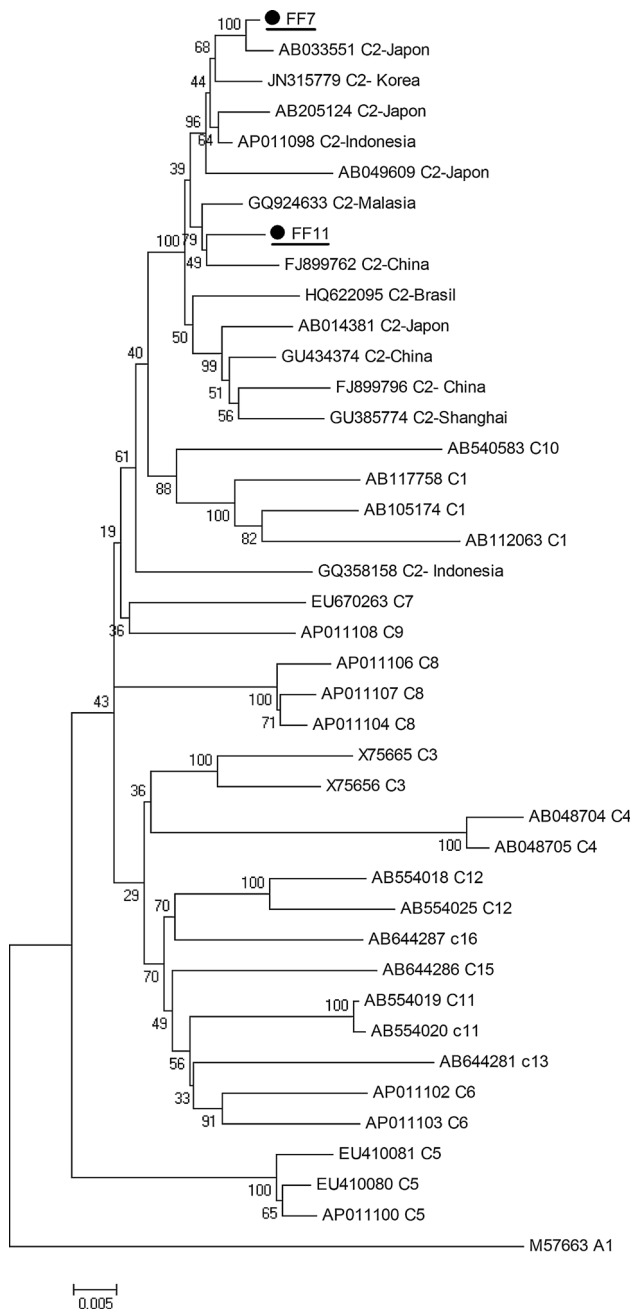 100
FF7
68
AB033551 C2-Japon
44
JN315779 C2- Korea
AB205124 C2-Japon
96
64
AP011098 C2-Indonesia
39
AB049609 C2-Japon
GQ924633 C2-Malasia
100
79
FF11
49
FJ899762 C2-China
HQ622095 C2-Brasil
50
AB014381 C2-Japon
99
GU434374 C2-China
40
51
FJ899796 C2- China
56
GU385774 C2-Shanghai
AB540583 C10
61
88
AB117758 C1
100
AB105174 C1
82
AB112063 C1
19
GQ358158 C2- Indonesia
EU670263 C7
36
AP011108 C9
AP011106 C8
100
AP011107 C8
43
71
AP011104 C8
100
X75665 C3
36
X75656 C3
AB048704 C4
100
AB048705 C4
29
100
AB554018 C12
70
AB554025 C12
AB644287 c16
70
AB644286 C15
49
100
AB554019 C11
AB554020 c11
56
AB644281 c13
33
AP011102 C6
91
AP011103 C6
EU410081 C5
100
EU410080 C5
65
AP011100 C5
M57663 A1
0.005